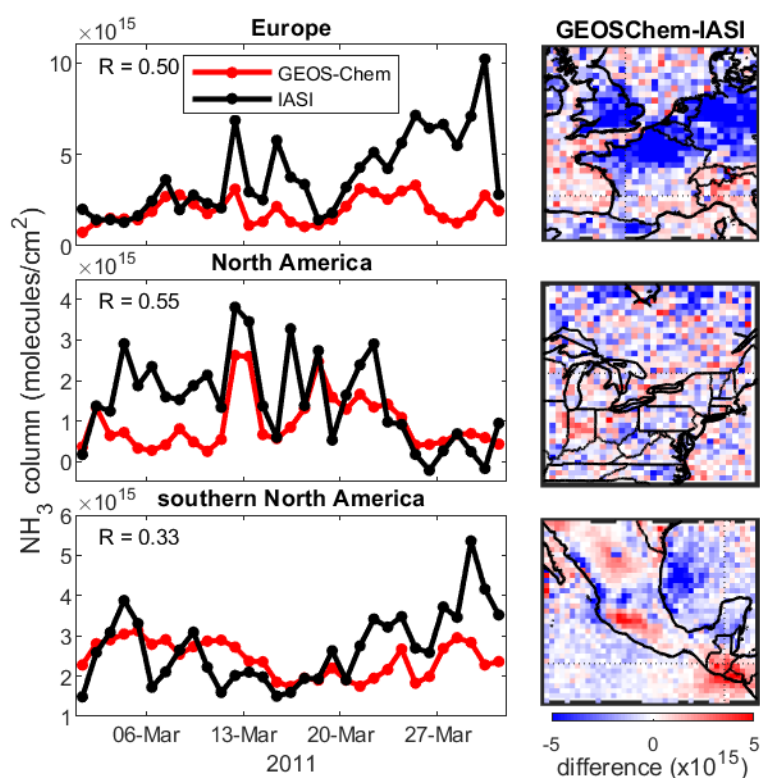 Europe
GEOSChem-IASI
×10^15
R = 0.50
GEOS-Chem
IASI
10
5
0
North America
×10^15
R = 0.55
4
3
2
1
0
southern North America
×10^15
R = 0.33
6
5
4
3
2
1
NH₃ column (molecules/cm²)
06-Mar 13-Mar 20-Mar 27-Mar
2011
-5 0 5
difference (x10^15)